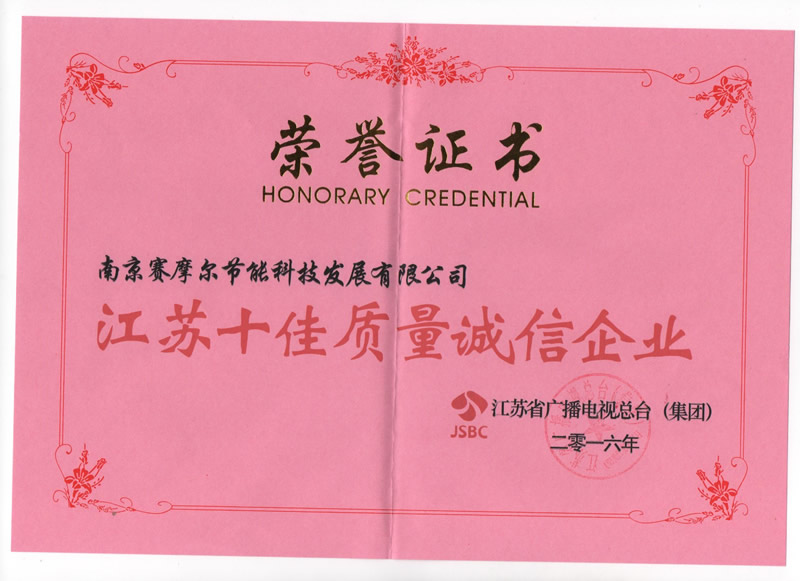 荣誉证书
HONORARY CREDENTIAL
南京赛摩尔节能科技发展有限公司
江苏十佳质量诚信企业
JSBC
江苏省广播电视总台（集团）
二零一六年